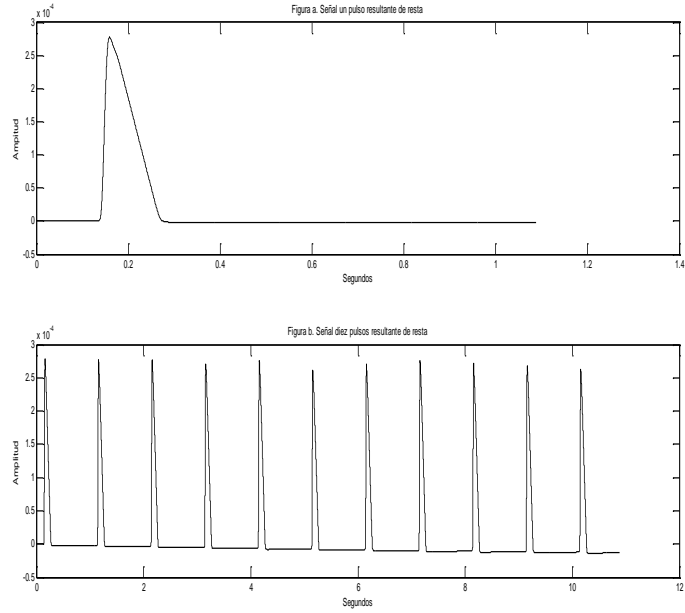 Figura a. Señal un pulso resultante de resta
x 10-4
3
2.5
2
1.5
1
0.5
0
-0.5
Ampitud
0 0.2 0.4 0.6 0.8 1 1.2 1.4
Segundos
Figura b. Señal diez pulsos resultante de resta
x 10-4
3
2.5
2
1.5
1
0.5
0
-0.5
Amplitud
0 2 4 6 8 10 12
Segundos